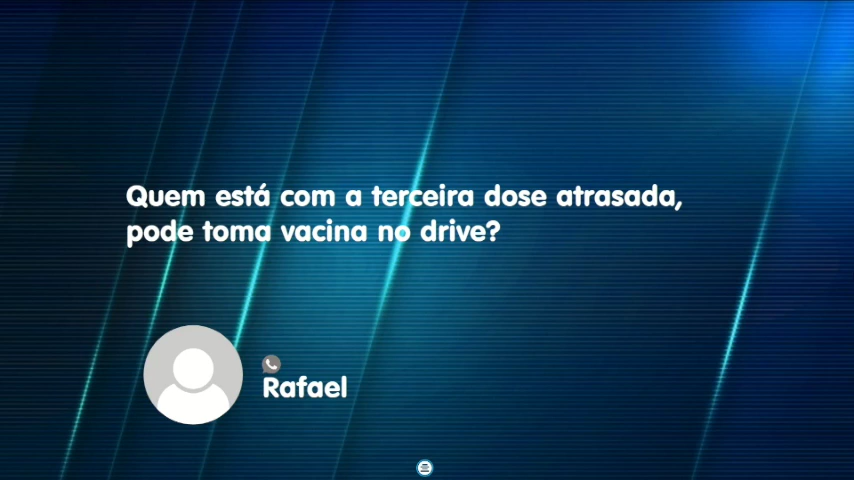 Quem está com a terceira dose atrasada,
pode toma vacina no drive?
Rafael